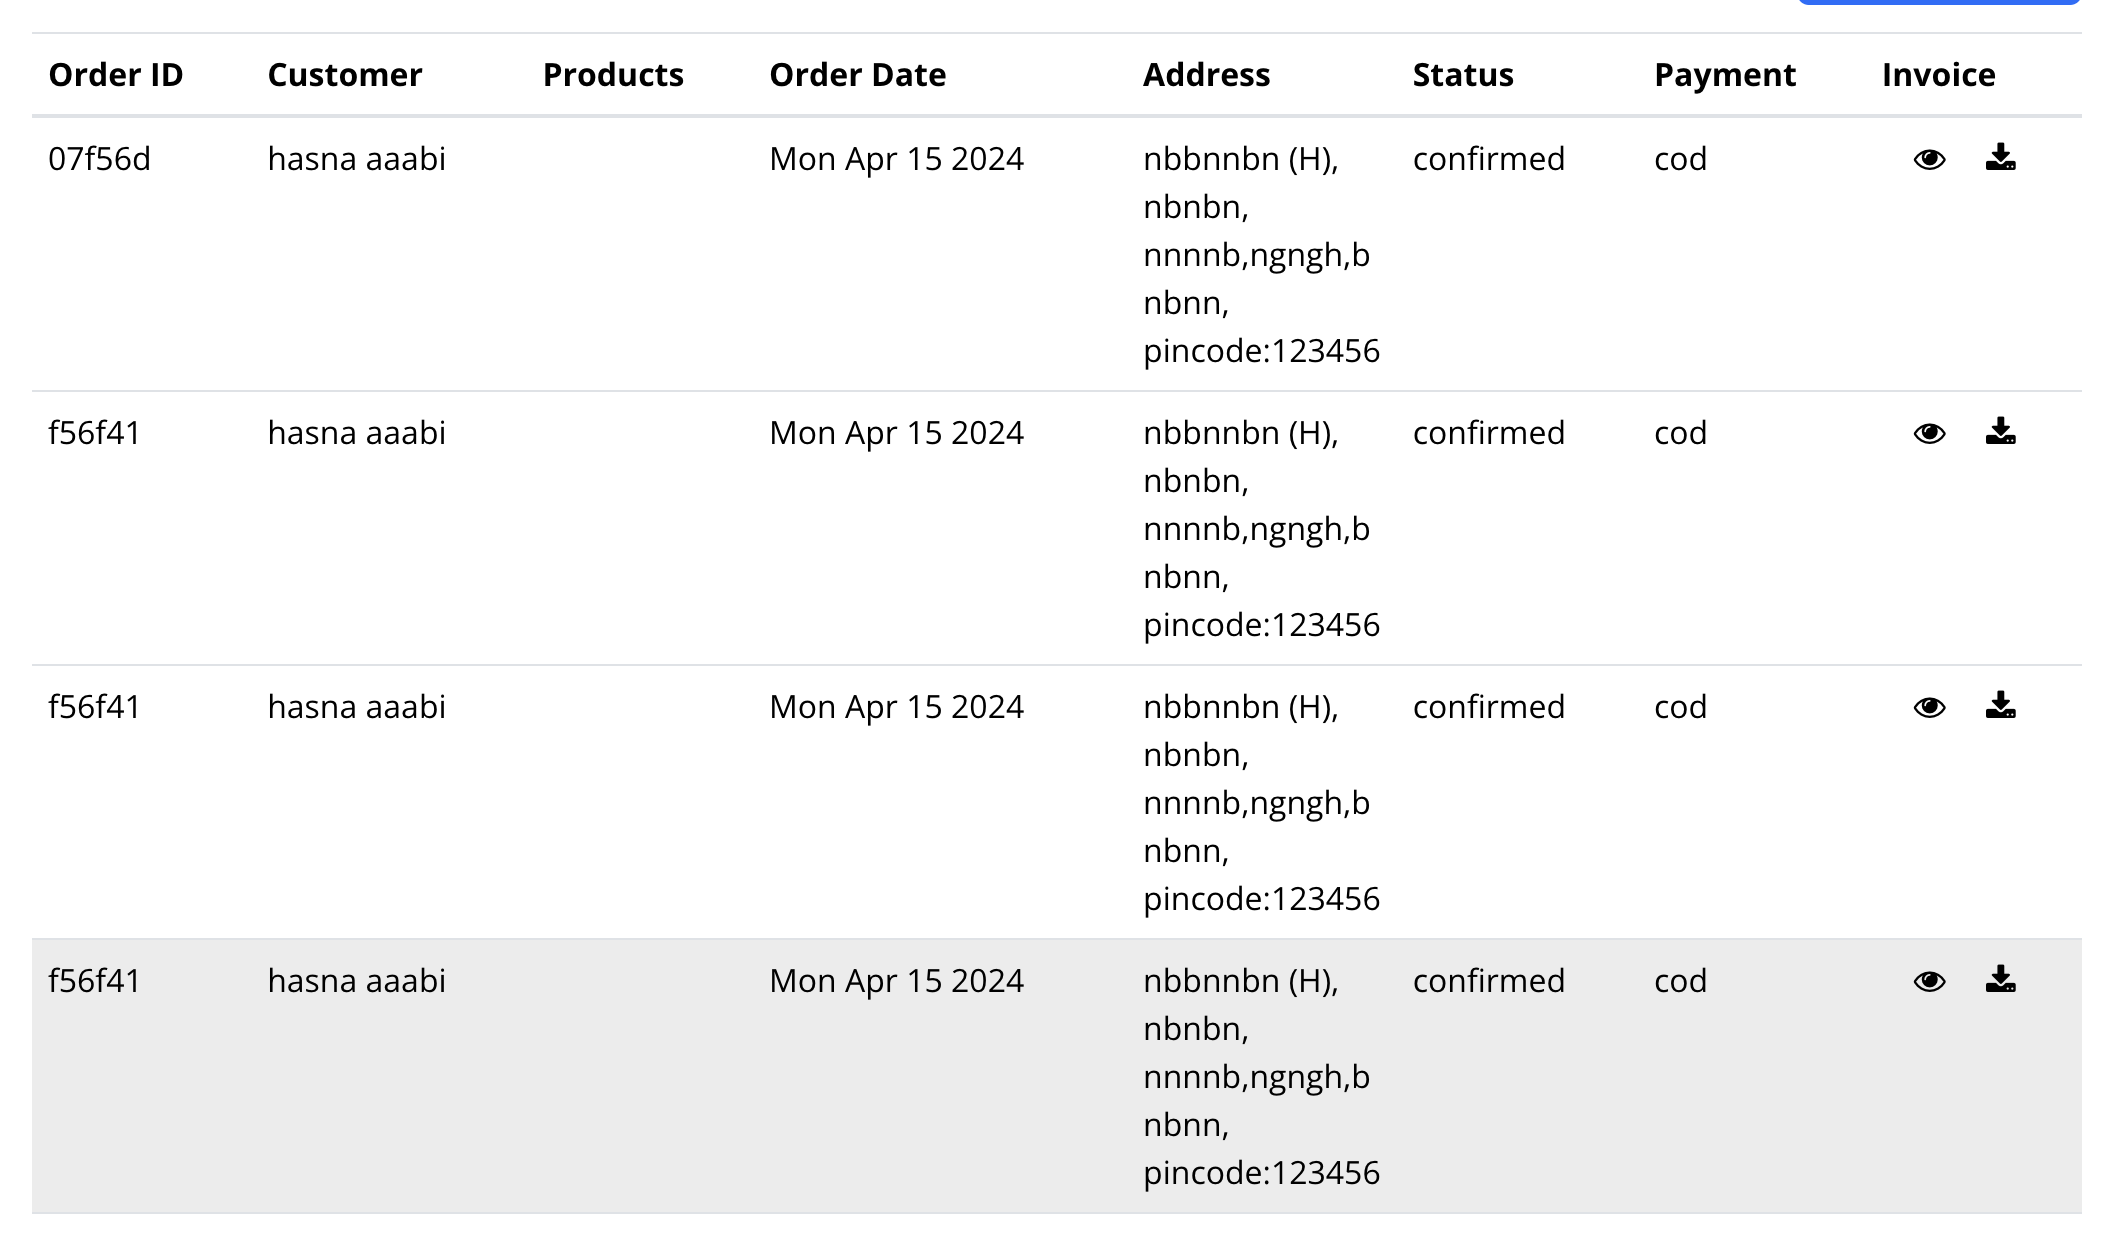 Order ID Customer Products Order Date Address Status Payment Invoice
07f56d hasna aaabi Mon Apr 15 2024 nbbnnbn (H), confirmed cod
nbnbn,
nnnnb,ngngh,b
nbnn,
pincode:123456
f56f41 hasna aaabi Mon Apr 15 2024 nbbnnbn (H), confirmed cod
nbnbn,
nnnnb,ngngh,b
nbnn,
pincode:123456
f56f41 hasna aaabi Mon Apr 15 2024 nbbnnbn (H), confirmed cod
nbnbn,
nnnnb,ngngh,b
nbnn,
pincode:123456
f56f41 hasna aaabi Mon Apr 15 2024 nbbnnbn (H), confirmed cod
nbnbn,
nnnnb,ngngh,b
nbnn,
pincode:123456